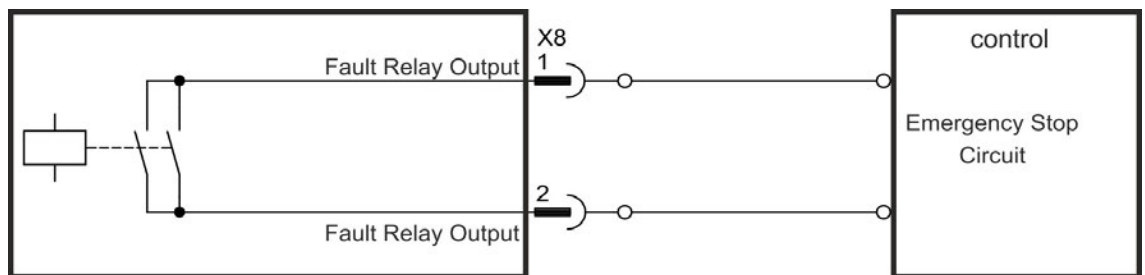 X8
Fault Relay Output
1
control
Emergency Stop
Circuit
2
Fault Relay Output